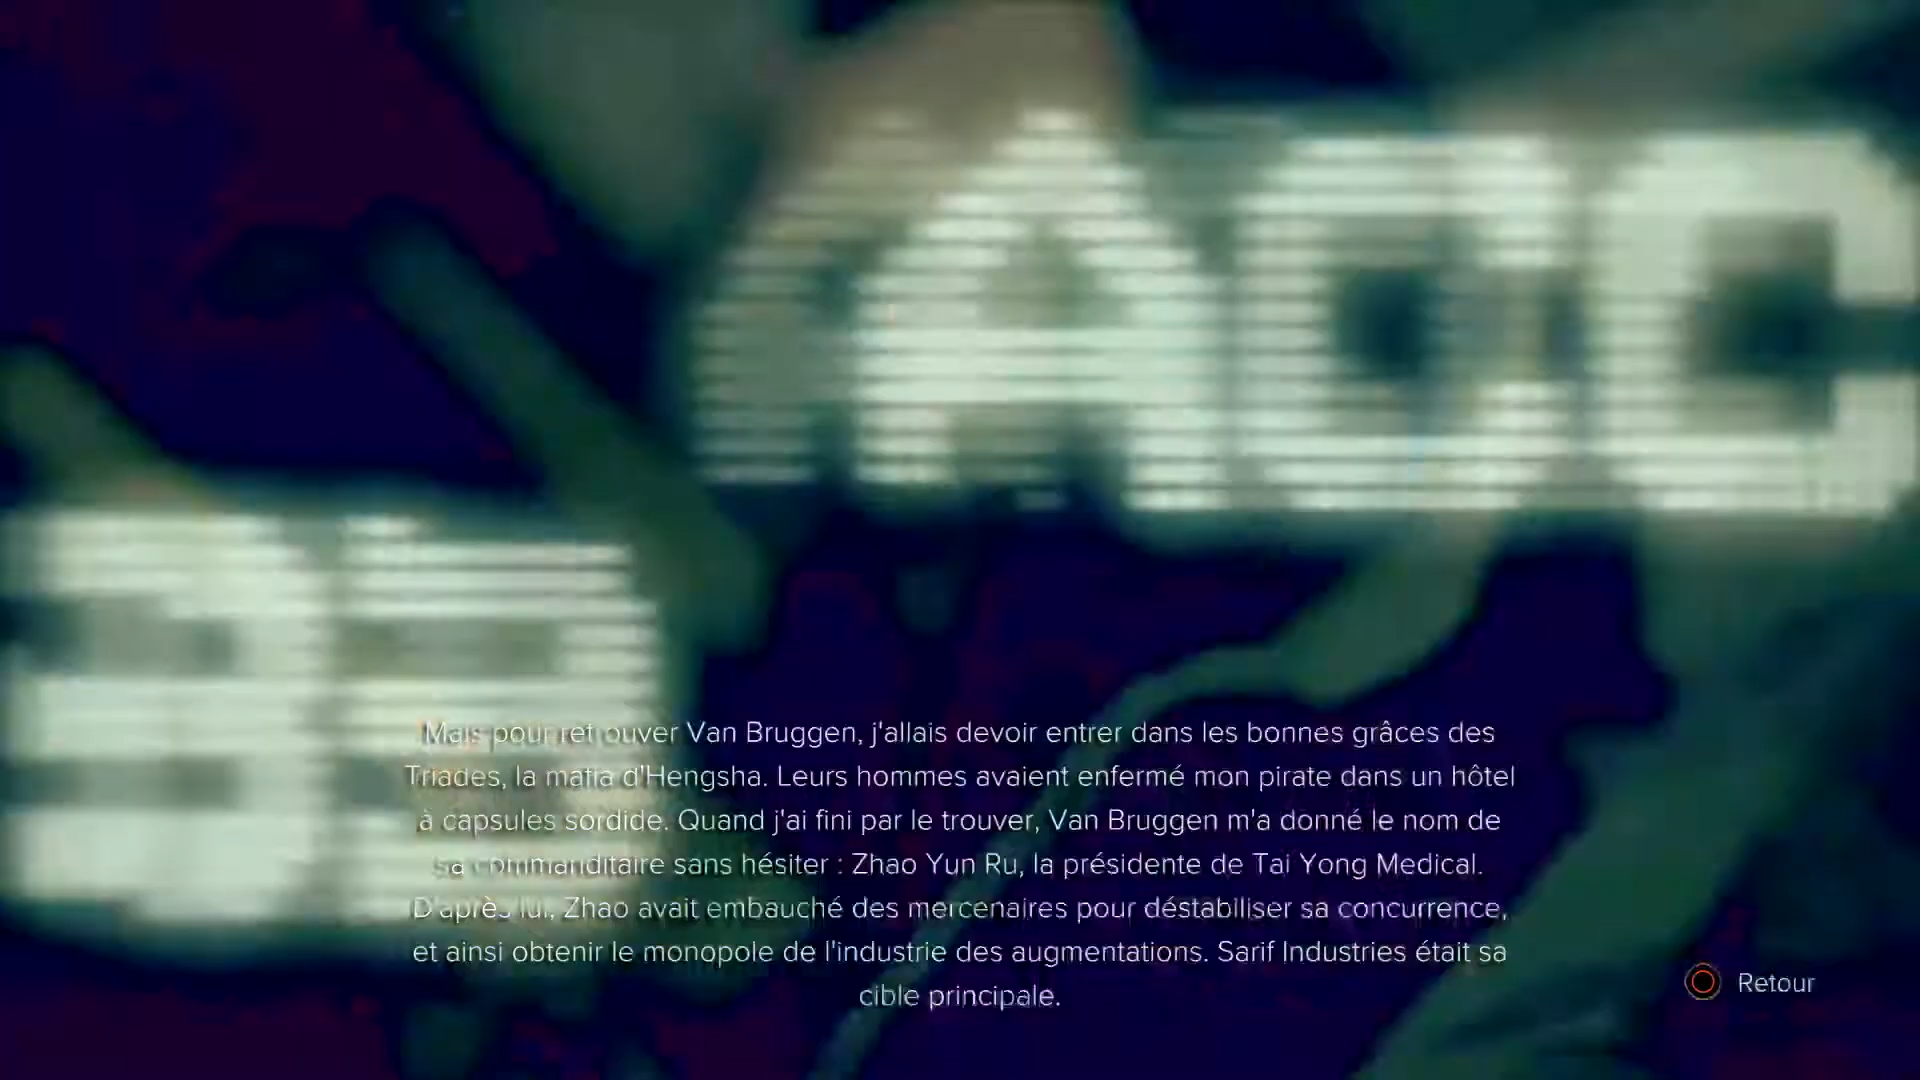 ACC
Mais pour retrouver Van Bruggen, j'allais devoir entrer dans les bonnes grâces des
Triades, la mafia d'Hengsha. Leurs hommes avaient enfermé mon pirate dans un hôtel
à capsules sordide. Quand j'ai fini par le trouver, Van Bruggen m'a donné le nom de
sa commanditaire sans hésiter : Zhao Yun Ru, la présidente de Tai Yong Medical.
D'après lui, Zhao avait embauché des mercenaires pour déstabiliser sa concurrence,
et ainsi obtenir le monopole de l'industrie des augmentations. Sarif Industries était sa
cible principale.
Retour